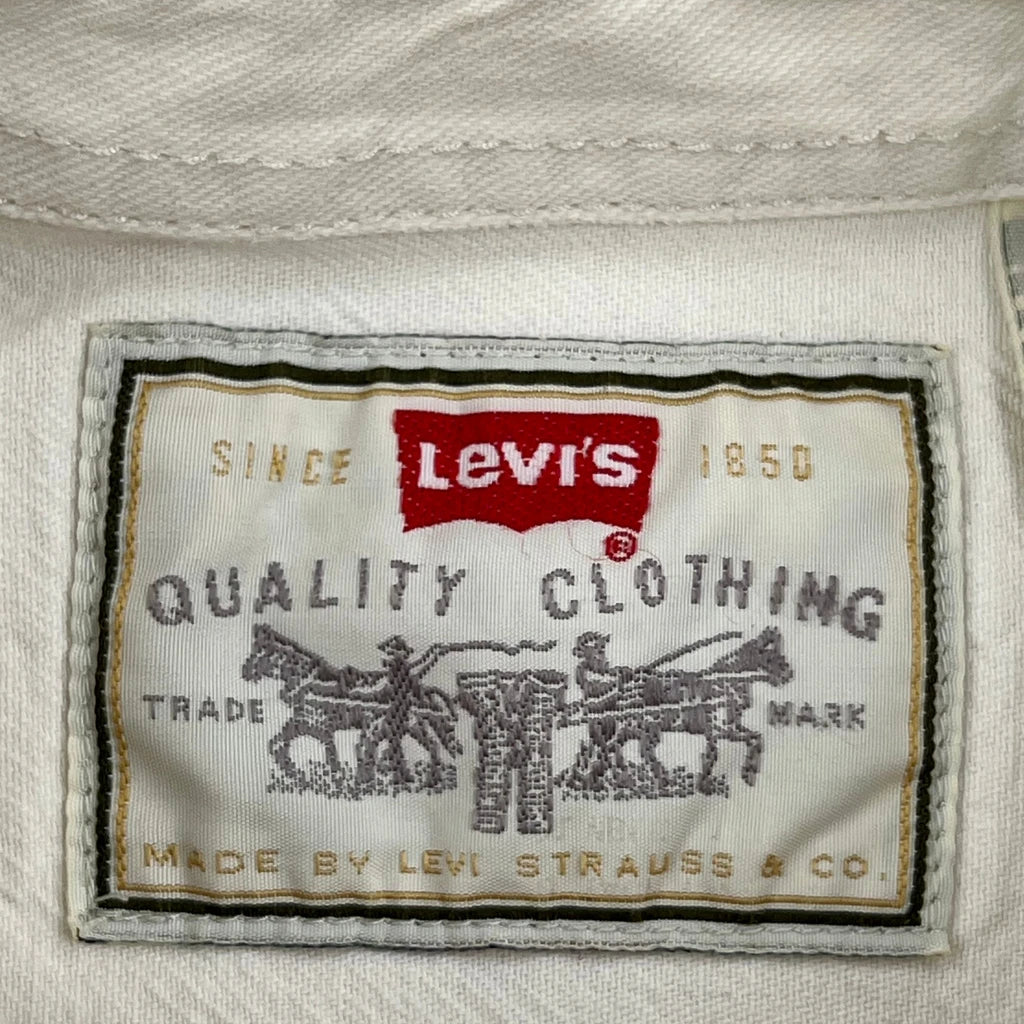 SINCE LEVI'S 1850
®
QUALITY CLOTHING
TRADE MARK
MADE BY LEVI STRAUSS & CO.